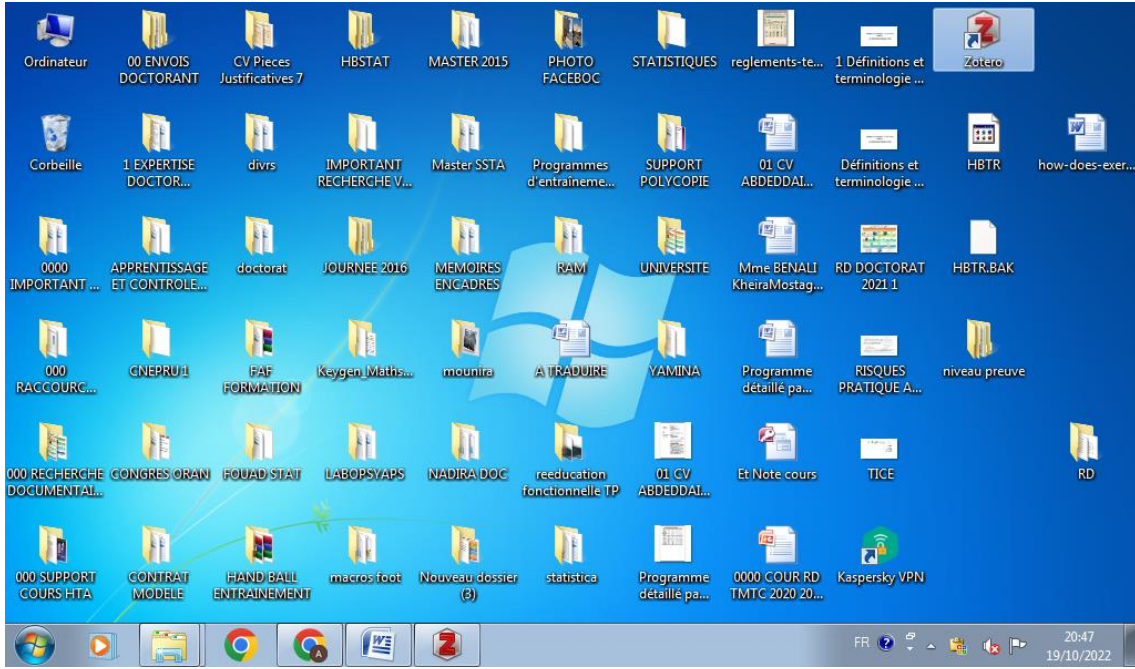 Ordinateur
00 ENVOIS
DOCTORANT
CV Pieces
Justificatives 7
HBSTAT
MASTER 2015
PHOTO
FACEBOC
STATISTIQUES
reglements-te...
1 Définitions et
terminologie ...
Zotero
Corbeille
1 EXPERTISE
DOCTOR...
divrs
IMPORTANT
RECHERCHE V...
Master SSTA
Programmes
d'entraîneme...
SUPPORT
POLYCOPIE
01 CV
ABDEDDAI...
Définitions et
terminologie ...
HBTR
how-does-exer...
0000
IMPORTANT ...
APPRENTISSAGE
ET CONTROLE...
doctorat
JOURNEE 2016
MEMOIRES
ENCADRES
RAM
UNIVERSITE
Mme BENALI
KheiraMostag...
RD DOCTORAT
2021 1
HBTR.BAK
000
RACCOURC...
CNEPRU 1
FAF
FORMATION
Keygen_Maths...
mounira
A TRADUIRE
YAMINA
Programme
détaillé pa...
RISQUES
PRATIQUE A...
niveau preuve
000 RECHERCHE
DOCUMENTAI...
CONGRES ORAN
FOUAD STAT
LABOPSYAPS
NADIRA DOC
reeducation
fonctionnelle TP
01 CV
ABDEDDAI...
Et Note cours
TICE
RD
000 SUPPORT
COURS HTA
CONTRAT
MODELE
HAND BALL
ENTRAINEMENT
macros foot
Nouveau dossier
(3)
statistica
Programme
détaillé pa...
0000 COUR RD
TMTC 2020 20...
Kaspersky VPN
FR
20:47
19/10/2022